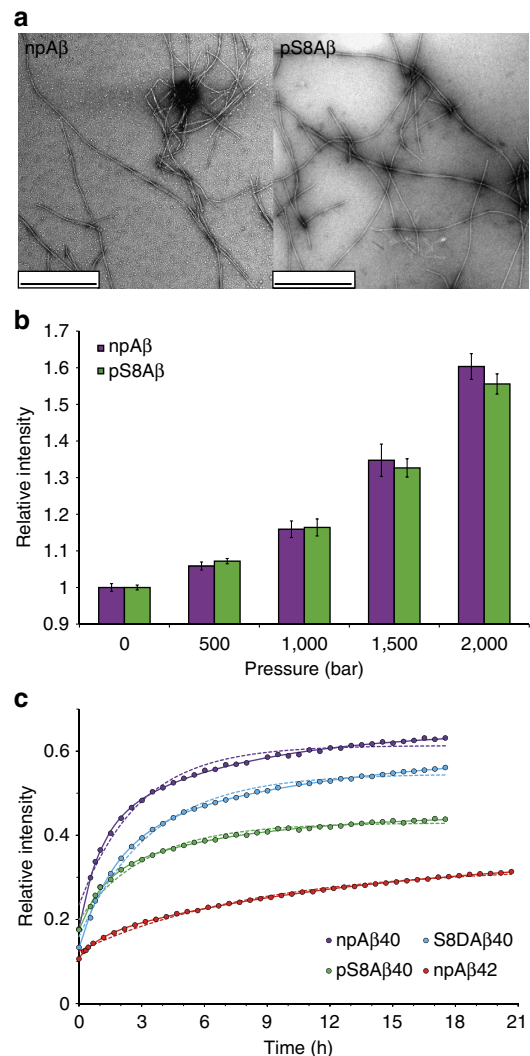 a
npAβ pS8Aβ
b
1.7
1.6
1.5
1.4
1.3
1.2
1.1
1
0.9
npAβ
pS8Aβ
Relative intensity
0 500 1,000 1,500 2,000
Pressure (bar)
c
0.6
0.4
0.2
0
Relative intensity
npAβ40 S8DAβ40
pS8Aβ40 npAβ42
0 3 6 9 12 15 18 21
Time (h)